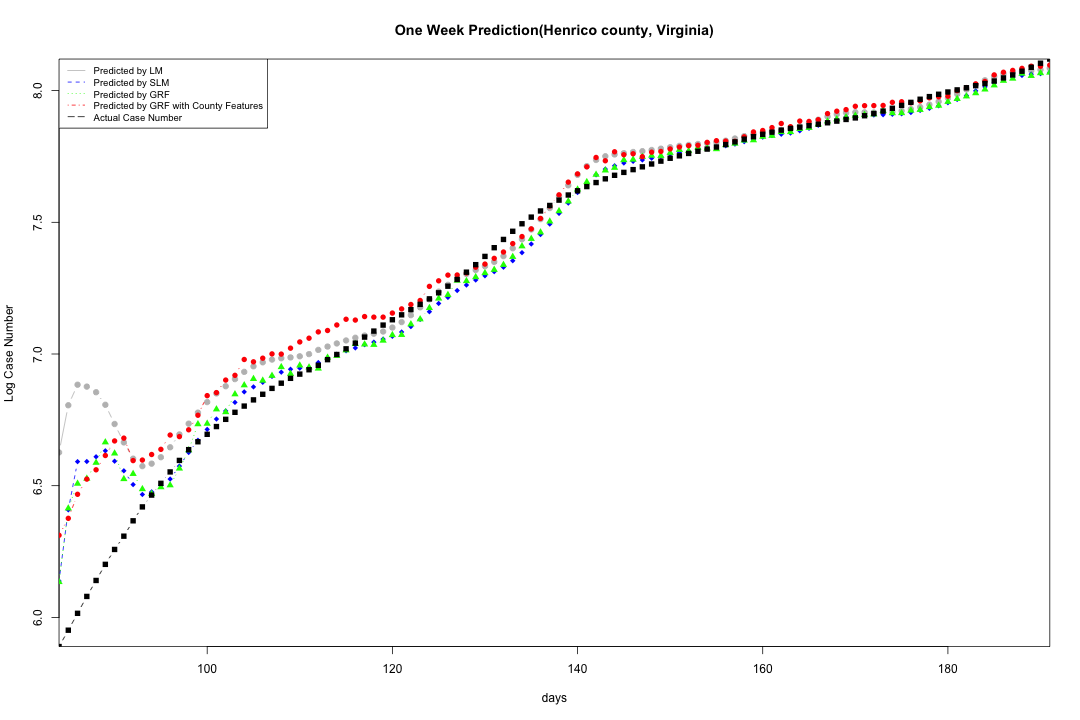 One Week Prediction(Henrico county, Virginia)
Predicted by LM
Predicted by SLM
Predicted by GRF
Predicted by GRF with County Features
Actual Case Number
Log Case Number
8.0
7.5
7.0
6.5
6.0
100 120 140 160 180
days